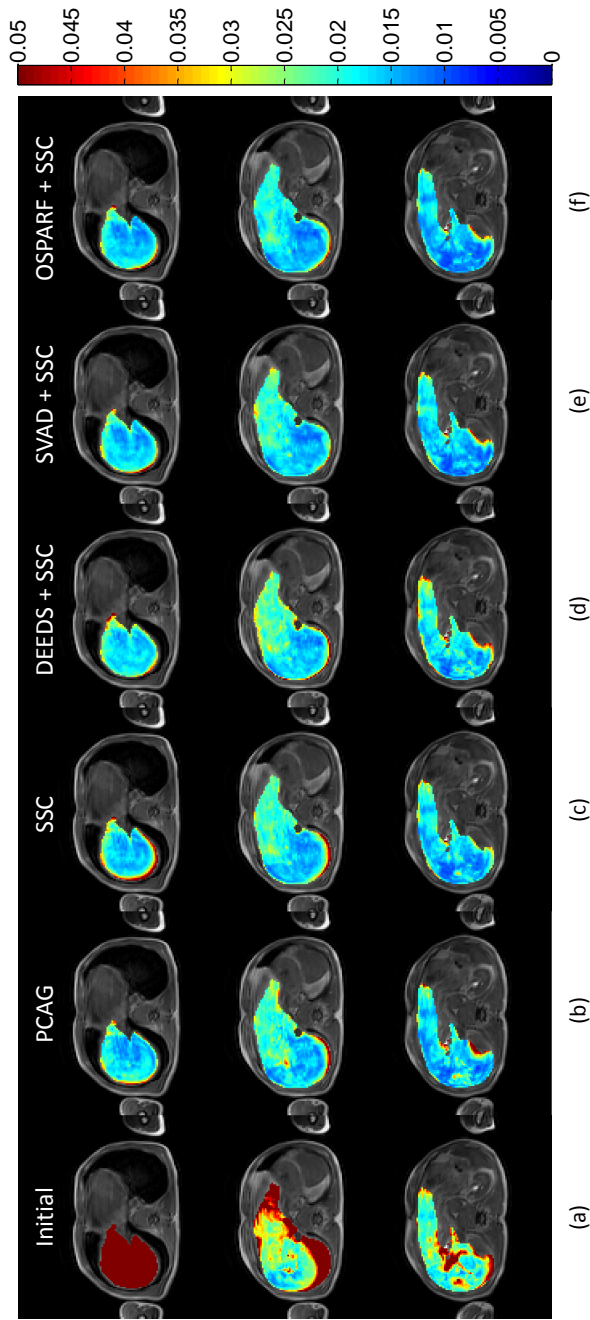 Initial
PCAG
SSC
DEEDS + SSC
SVAD + SSC
OSPARF + SSC
(a)
(b)
(c)
(d)
(e)
(f)
0.05
0.045
0.04
0.035
0.03
0.025
0.02
0.015
0.01
0.005
0